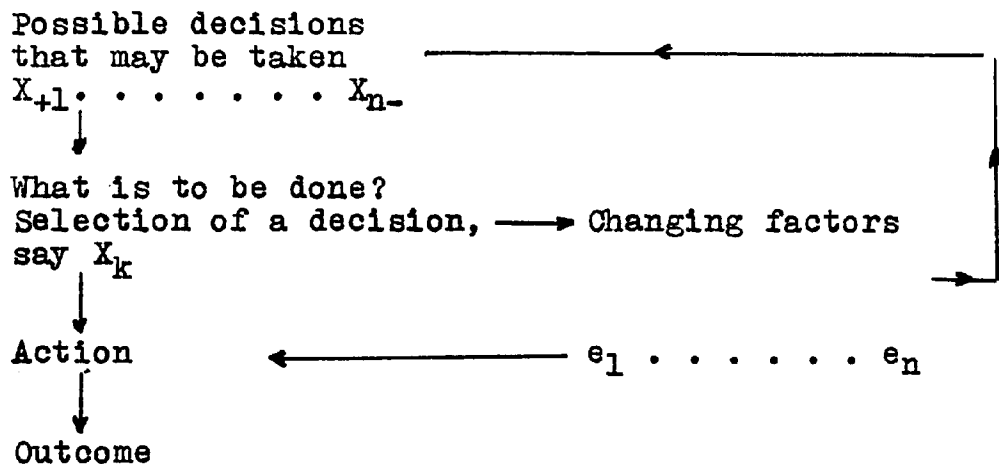 Possible decisions
that may be taken
X+1 . . . . . . . Xn-
What is to be done?
Selection of a decision, Changing factors
say Xk
Action e1 . . . . . . en
Outcome